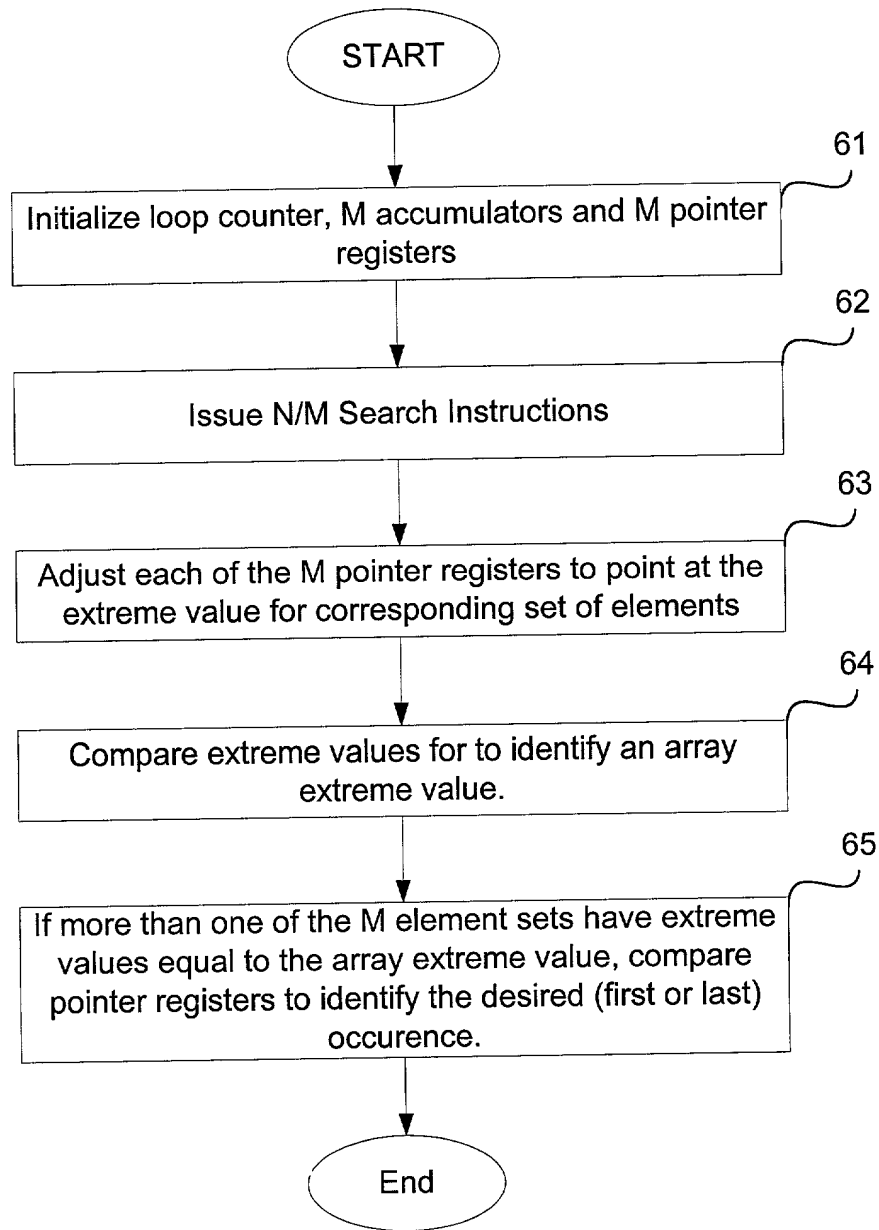 START
61
Initialize loop counter, M accumulators and M pointer
registers
62
Issue N/M Search Instructions
63
Adjust each of the M pointer registers to point at the
extreme value for corresponding set of elements
64
Compare extreme values for to identify an array
extreme value.
65
If more than one of the M element sets have extreme
values equal to the array extreme value, compare
pointer registers to identify the desired (first or last)
occurence.
End